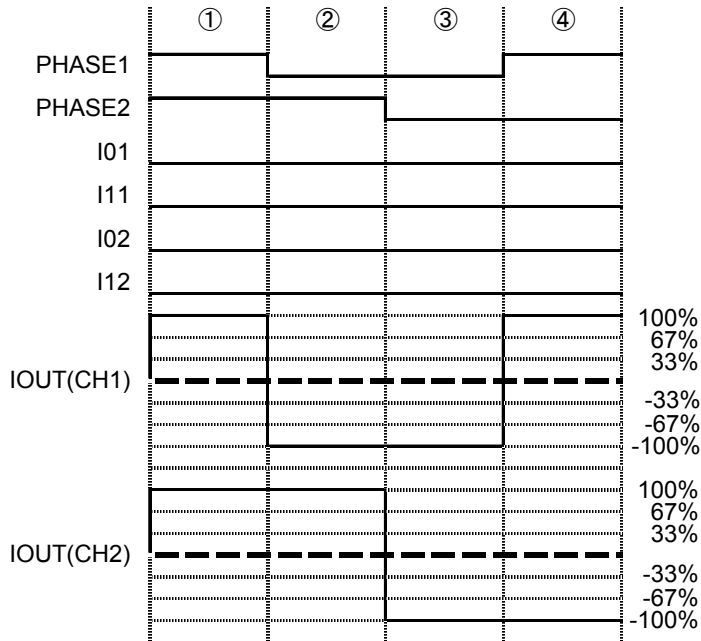 ① ② ③ ④
PHASE1
PHASE2
I01
I11
I02
I12
IOUT(CH1)
100%
67%
33%
-33%
-67%
-100%
IOUT(CH2)
100%
67%
33%
-33%
-67%
-100%